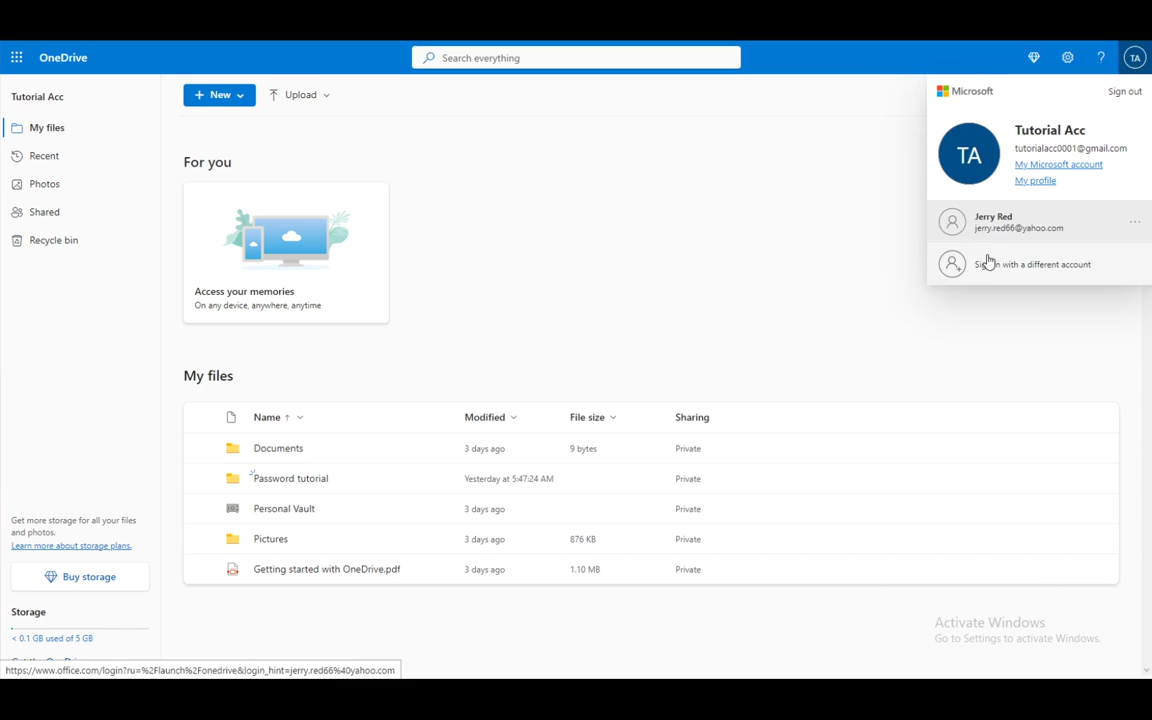 OneDrive
Search everything
TA
Tutorial Acc
My files
Recent
Photos
Shared
Recycle bin
Get more storage for all your files
and photos.
Learn more about storage plans.
Buy storage
Storage
< 0.1 GB used of 5 GB
New
Upload
For you
Access your memories
On any device, anywhere, anytime
My files
Name Modified File size Sharing
Documents 3 days ago 9 bytes Private
Password tutorial Yesterday at 5:47:24 AM Private
Personal Vault 3 days ago Private
Pictures 3 days ago 876 KB Private
Getting started with OneDrive.pdf 3 days ago 1.10 MB Private
Microsoft Sign out
TA
Tutorial Acc
tutorialacc0001@gmail.com
My Microsoft account
My profile
Jerry Red
jerry.red66@yahoo.com
with a different account
Activate Windows
Go to Settings to activate Windows.
https://www.office.com/login?ru=%2Flaunch%2Fonedrive&login_hint=jerry.red66%40yahoo.com